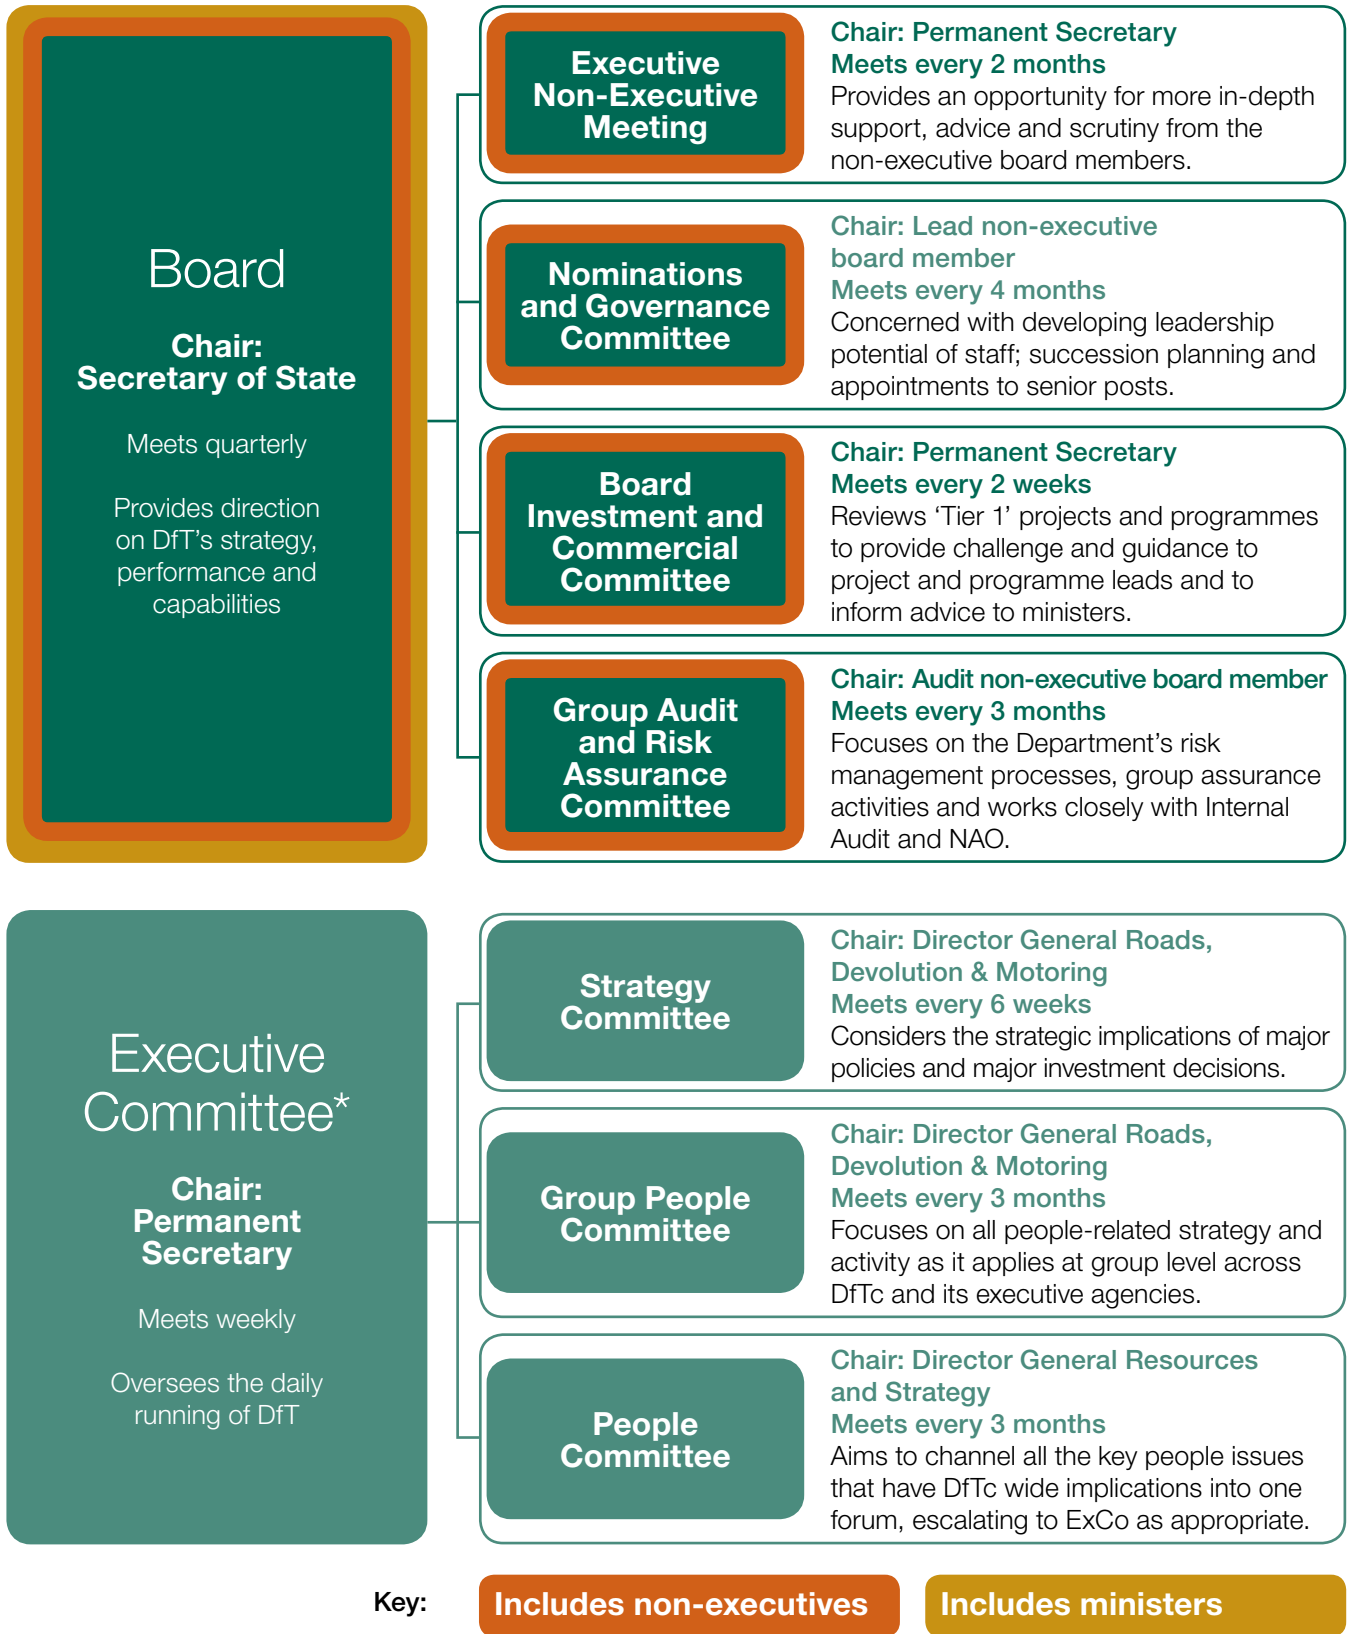 Board
Chair:
Secretary of State
Meets quarterly
Provides direction
on DfT’s strategy,
performance and
capabilities
Executive
Non-Executive
Meeting
Chair: Permanent Secretary
Meets every 2 months
Provides an opportunity for more in-depth
support, advice and scrutiny from the
non-executive board members.
Nominations
and Governance
Committee
Chair: Lead non-executive
board member
Meets every 4 months
Concerned with developing leadership
potential of staff; succession planning and
appointments to senior posts.
Board
Investment and
Commercial
Committee
Chair: Permanent Secretary
Meets every 2 weeks
Reviews ‘Tier 1’ projects and programmes
to provide challenge and guidance to
project and programme leads and to
inform advice to ministers.
Group Audit
and Risk
Assurance
Committee
Chair: Audit non-executive board member
Meets every 3 months
Focuses on the Department’s risk
management processes, group assurance
activities and works closely with Internal
Audit and NAO.
Executive
Committee*
Chair:
Permanent
Secretary
Meets weekly
Oversees the daily
running of DfT
Strategy
Committee
Chair: Director General Roads,
Devolution & Motoring
Meets every 6 weeks
Considers the strategic implications of major
policies and major investment decisions.
Group People
Committee
Chair: Director General Roads,
Devolution & Motoring
Meets every 3 months
Focuses on all people-related strategy and
activity as it applies at group level across
DfTc and its executive agencies.
People
Committee
Chair: Director General Resources
and Strategy
Meets every 3 months
Aims to channel all the key people issues
that have DfTc wide implications into one
forum, escalating to ExCo as appropriate.
Key:
Includes non-executives
Includes ministers